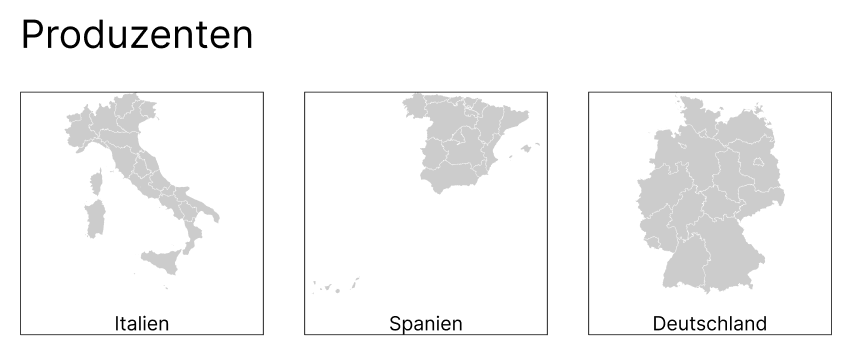 Produzenten
Italien
Spanien
Deutschland